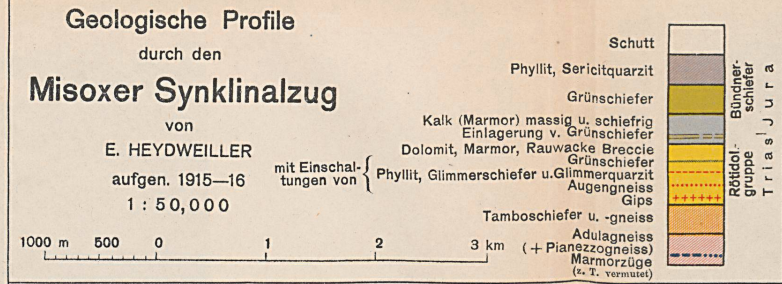 Geologische Profile
durch den
Misoxer Synklinalzug
von
E. HEYDWEILLER
aufgen. 1915—16
1 : 50,000
1000 m 500 0 1 2 3 km
Schutt
Phyllit, Sericitquarzit
Grünschiefer
Kalk (Marmor) massig u. schiefrig
Einlagerung v. Grünschiefer
Dolomit, Marmor, Rauwacke Breccie
mit Einschal-
tungen von
Grünschiefer
Phyllit, Glimmerschiefer u.Glimmerquarzit
Augengneiss
Gips
Tamboschiefer u. -gneiss
Adulagneiss
(+ Pianezzogneiss)
Marmorzüge
(z. T. vermutet)
Bündner-
schiefer
Rötidol.-
gruppe
Trias Jura